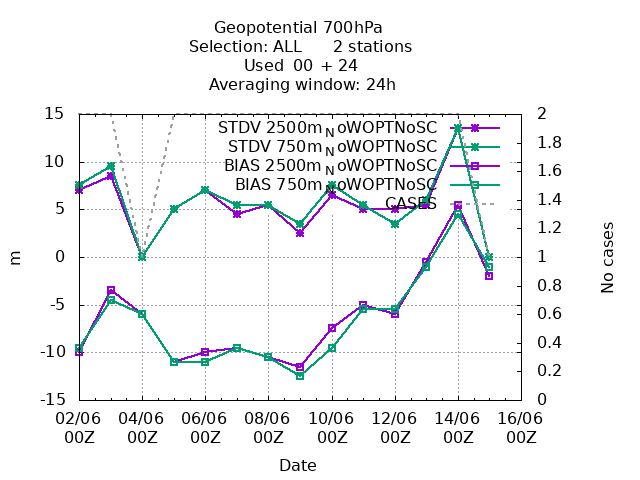 Geopotential 700hPa
Selection: ALL 2 stations
Used 00 + 24
Averaging window: 24h
STDV 2500m_NoWOPTNoSC
STDV 750m_NoWOPTNoSC
BIAS 2500m_NoWOPTNoSC
BIAS 750m_NoWOPTNoSC
CASES
15
10
5
0
-5
-10
-15
m
2
1.8
1.6
1.4
1.2
1
0.8
0.6
0.4
0.2
0
No cases
02/06 04/06 06/06 08/06 10/06 12/06 14/06 16/06
00Z 00Z 00Z 00Z 00Z 00Z 00Z 00Z
Date